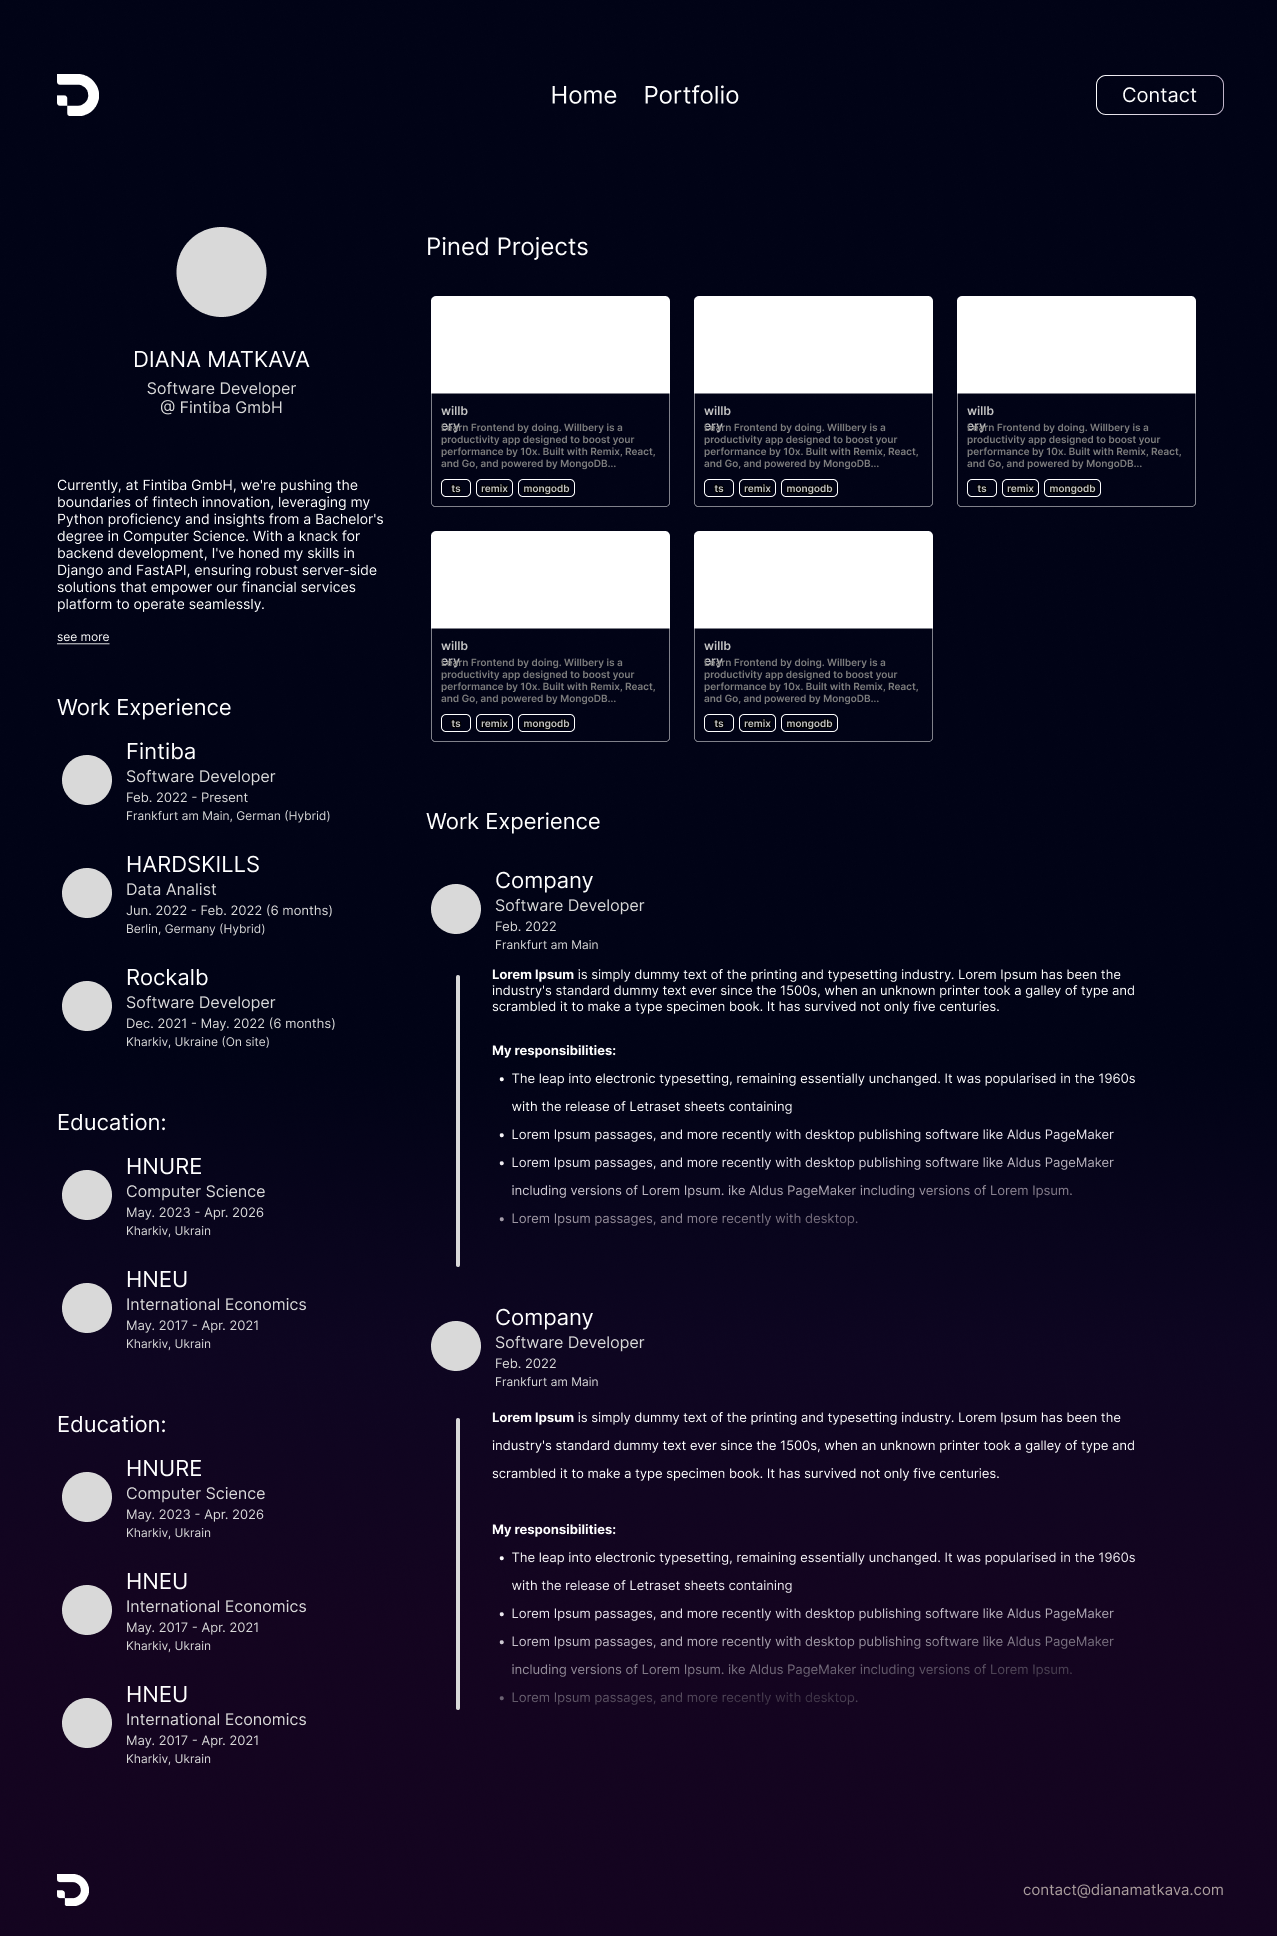 Home Portfolio
Contact
DIANA MATKAVA
Software Developer
@ Fintiba GmbH
Currently, at Fintiba GmbH, we're pushing the
boundaries of fintech innovation, leveraging my
Python proficiency and insights from a Bachelor's
degree in Computer Science. With a knack for
backend development, I've honed my skills in
Django and FastAPI, ensuring robust server-side
solutions that empower our financial services
platform to operate seamlessly.
see more
Work Experience
Fintiba
Software Developer
Feb. 2022 - Present
Frankfurt am Main, German (Hybrid)
HARDSKILLS
Data Analist
Jun. 2022 - Feb. 2022 (6 months)
Berlin, Germany (Hybrid)
Rockalb
Software Developer
Dec. 2021 - May. 2022 (6 months)
Kharkiv, Ukraine (On site)
Education:
HNURE
Computer Science
May. 2023 - Apr. 2026
Kharkiv, Ukrain
HNEU
International Economics
May. 2017 - Apr. 2021
Kharkiv, Ukrain
Education:
HNURE
Computer Science
May. 2023 - Apr. 2026
Kharkiv, Ukrain
HNEU
International Economics
May. 2017 - Apr. 2021
Kharkiv, Ukrain
HNEU
International Economics
May. 2017 - Apr. 2021
Kharkiv, Ukrain
Pined Projects
willb
Frontend by doing. Willbery is a
productivity app designed to boost your
performance by 10x. Built with Remix, React,
and Go, and powered by MongoDB...
ts remix mongodb
willb
Frontend by doing. Willbery is a
productivity app designed to boost your
performance by 10x. Built with Remix, React,
and Go, and powered by MongoDB...
ts remix mongodb
willb
Frontend by doing. Willbery is a
productivity app designed to boost your
performance by 10x. Built with Remix, React,
and Go, and powered by MongoDB...
ts remix mongodb
willb
Frontend by doing. Willbery is a
productivity app designed to boost your
performance by 10x. Built with Remix, React,
and Go, and powered by MongoDB...
ts remix mongodb
willb
Frontend by doing. Willbery is a
productivity app designed to boost your
performance by 10x. Built with Remix, React,
and Go, and powered by MongoDB...
ts remix mongodb
Work Experience
Company
Software Developer
Feb. 2022
Frankfurt am Main
Lorem Ipsum is simply dummy text of the printing and typesetting industry. Lorem Ipsum has been the
industry's standard dummy text ever since the 1500s, when an unknown printer took a galley of type and
scrambled it to make a type specimen book. It has survived not only five centuries.
My responsibilities:
• The leap into electronic typesetting, remaining essentially unchanged. It was popularised in the 1960s
with the release of Letraset sheets containing
• Lorem Ipsum passages, and more recently with desktop publishing software like Aldus PageMaker
• Lorem Ipsum passages, and more recently with desktop publishing software like Aldus PageMaker
including versions of Lorem Ipsum. ike Aldus PageMaker including versions of Lorem Ipsum.
• Lorem Ipsum passages, and more recently with desktop.
Company
Software Developer
Feb. 2022
Frankfurt am Main
Lorem Ipsum is simply dummy text of the printing and typesetting industry. Lorem Ipsum has been the
industry's standard dummy text ever since the 1500s, when an unknown printer took a galley of type and
scrambled it to make a type specimen book. It has survived not only five centuries.
My responsibilities:
• The leap into electronic typesetting, remaining essentially unchanged. It was popularised in the 1960s
with the release of Letraset sheets containing
• Lorem Ipsum passages, and more recently with desktop publishing software like Aldus PageMaker
• Lorem Ipsum passages, and more recently with desktop publishing software like Aldus PageMaker
including versions of Lorem Ipsum. ike Aldus PageMaker including versions of Lorem Ipsum.
• Lorem Ipsum passages, and more recently with desktop.
contact@dianamatkava.com